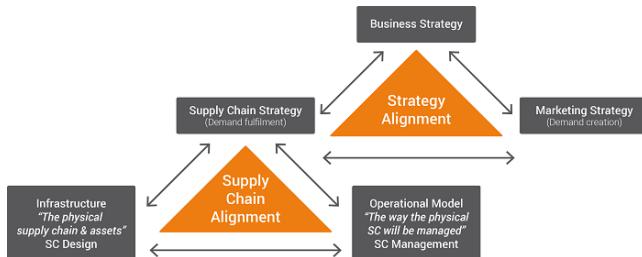 Business Strategy
Strategy
Alignment
Supply Chain Strategy
(Demand fulfilment)
Marketing Strategy
(Demand creation)
Supply
Chain
Alignment
Infrastructure
"The physical
supply chain & assets"
SC Design
Operational Model
"The way the physical
SC will be managed"
SC Management